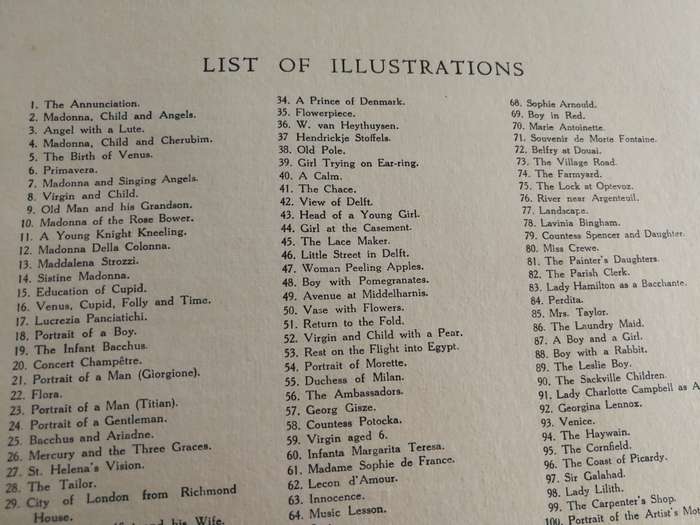 LIST OF ILLUSTRATIONS
1. The Annunciation.
2. Madonna, Child and Angels.
3. Angel with a Lute.
4. Madonna, Child and Cherubim.
5. The Birth of Venus.
6. Primavera.
7. Madonna and Singing Angels.
8. Virgin and Child.
9. Old Man and his Grandson.
10. Madonna of the Rose Bower.
11. A Young Knight Kneeling.
12. Madonna Della Colonna.
13. Maddalena Strozzi.
14. Sistine Madonna.
15. Education of Cupid.
16. Venus, Cupid, Folly and Time.
17. Lucrezia Panciatichi.
18. Portrait of a Boy.
19. The Infant Bacchus.
20. Concert Champêtre.
21. Portrait of a Man (Giorgione).
22. Flora.
23. Portrait of a Man (Titian).
24. Portrait of a Gentleman.
25. Bacchus and Ariadne.
26. Mercury and the Three Graces.
27. St. Helena's Vision.
28. The Tailor.
29. City of London from Richmond
House.
and his Wife.
34. A Prince of Denmark.
35. Flowerpiece.
36. W. van Heythuysen.
37 Hendrickje Stoffels.
38. Old Pole.
39. Girl Trying on Ear-ring.
40. A Calm.
41. The Chace.
42. View of Delft.
43. Head of a Young Girl.
44. Girl at the Casement.
45. The Lace Maker.
46. Little Street in Delft.
47. Woman Peeling Apples.
48. Boy with Pomegranates.
49. Avenue at Middelharnis.
50. Vase with Flowers.
51. Return to the Fold.
52. Virgin and Child with a Pear.
53. Rest on the Flight into Egypt.
54. Portrait of Morette.
55. Duchess of Milan.
56. The Ambassadors.
57. Georg Gisze.
58. Countess Potocka.
59. Virgin aged 6.
60. Infanta Margarita Teresa.
61. Madame Sophie de France.
62. Lecon d'Amour.
63. Innocence.
64. Music Lesson.
68. Sophie Arnould.
69. Boy in Red.
70. Marie Antoinette.
71. Souvenir de Morte Fontaine.
72. Belfry at Douai.
73. The Village Road.
74. The Farmyard.
75. The Lock at Optevoz.
76. River near Argenteuil.
77. Landscape.
78. Lavinia Bingham.
79. Countess Spencer and Daughter.
80. Miss Crewe.
81. The Painter's Daughters.
82. The Parish Clerk.
83. Lady Hamilton as a Bacchante.
84. Perdita.
85. Mrs. Taylor.
86. The Laundry Maid.
87. A Boy and a Girl.
88. Boy with a Rabbit.
89. The Leslie Boy.
90. The Sackville Children.
91. Lady Charlotte Campbell as A
92. Georgina Lennox.
93. Venice.
94. The Haywain.
95. The Cornfield.
96. The Coast of Picardy.
97. Sir Galahad.
98. Lady Lilith.
99. The Carpenter's Shop.
100. Portrait of the Artist's Mot